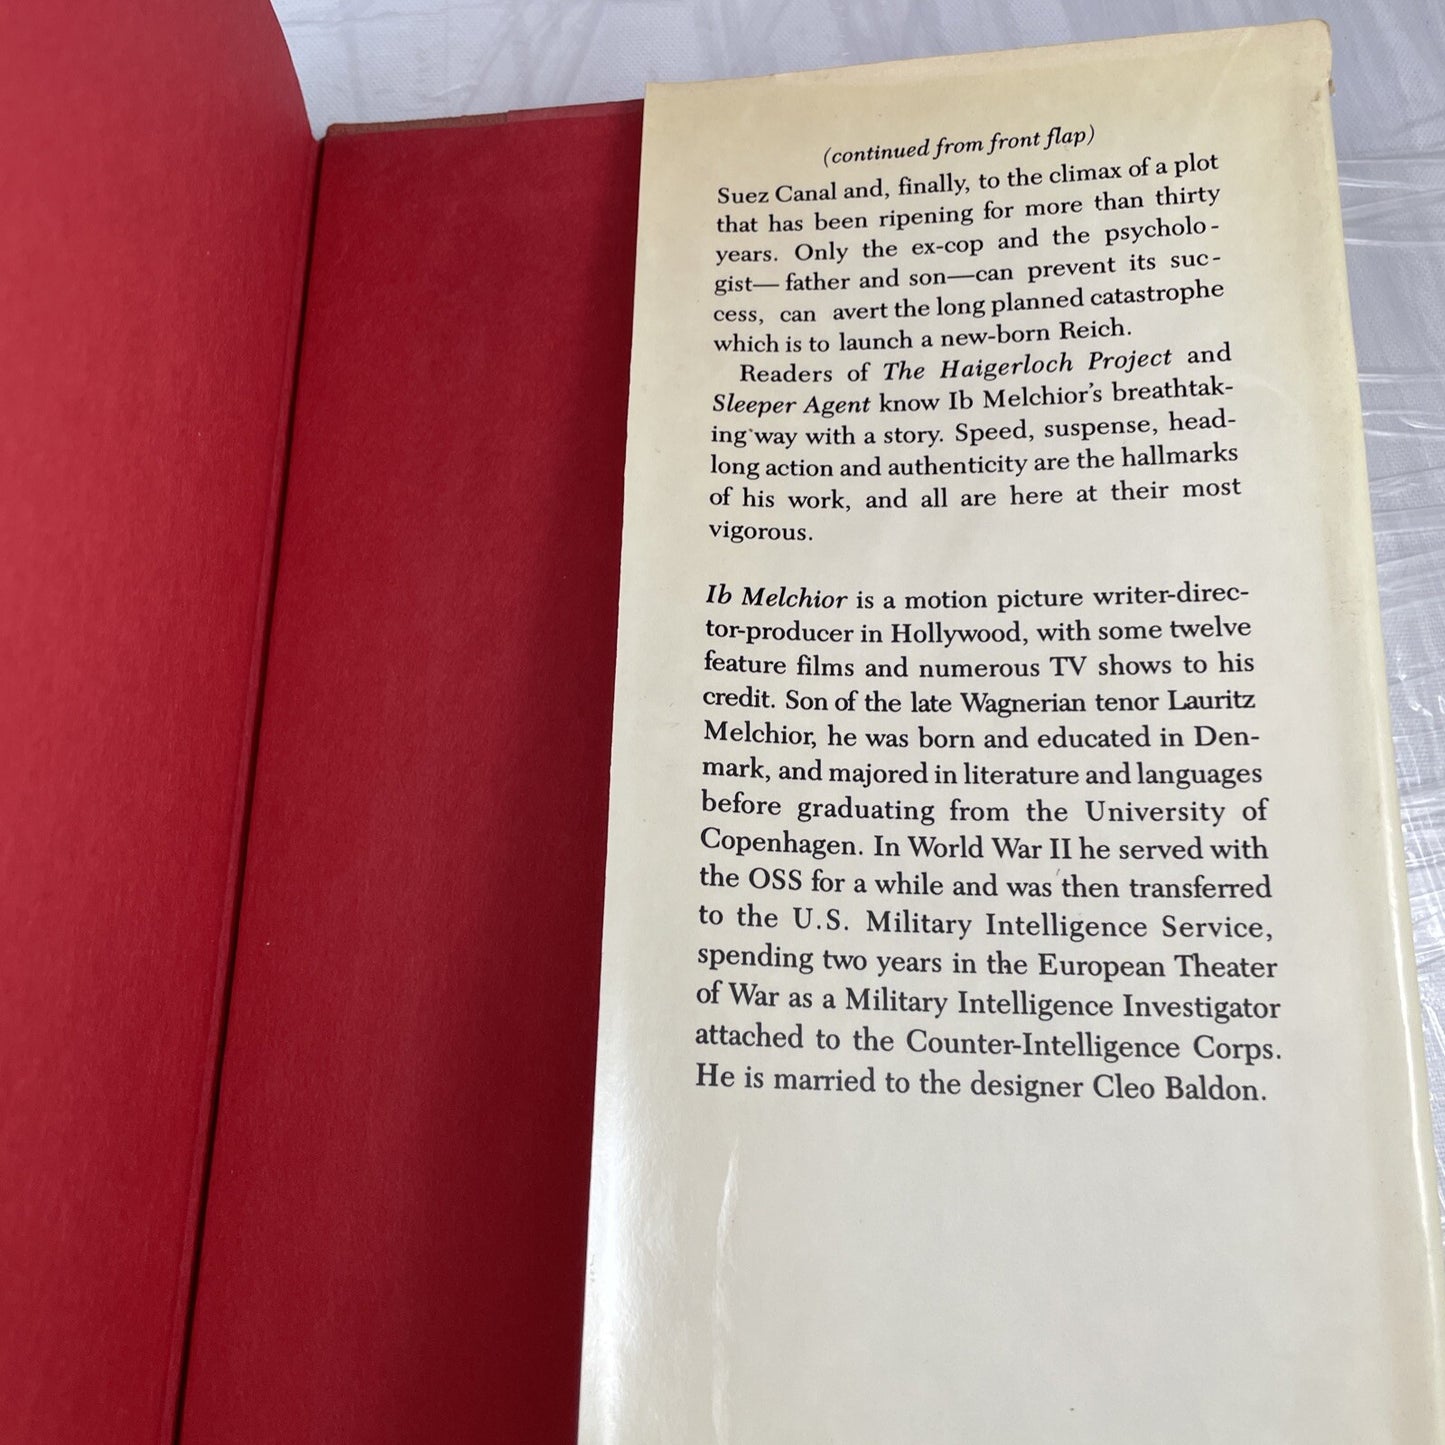 (continued from front flap)
Suez Canal and, finally, to the climax of a plot
that has been ripening for more than thirty
years. Only the ex-cop and the psycholo-
gist—father and son—can prevent its suc-
cess, can avert the long planned catastrophe
which is to launch a new-born Reich.
Readers of The Haigerloch Project and
Sleeper Agent know Ib Melchior's breathtak-
ing way with a story. Speed, suspense, head-
long action and authenticity are the hallmarks
of his work, and all are here at their most
vigorous.
Ib Melchior is a motion picture writer-direc-
tor-producer in Hollywood, with some twelve
feature films and numerous TV shows to his
credit. Son of the late Wagnerian tenor Lauritz
Melchior, he was born and educated in Den-
mark, and majored in literature and languages
before graduating from the University of
Copenhagen. In World War II he served with
the OSS for a while and was then transferred
to the U.S. Military Intelligence Service,
spending two years in the European Theater
of War as a Military Intelligence Investigator
attached to the Counter-Intelligence Corps.
He is married to the designer Cleo Baldon.